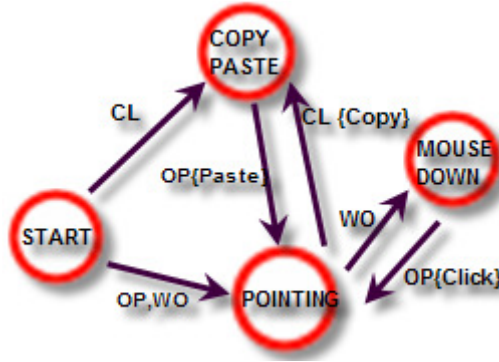 COPY
PASTE
CL
CL {Copy}
MOUSE
DOWN
OP{Paste}
WO
START
OP{Click}
OP,WO
POINTING